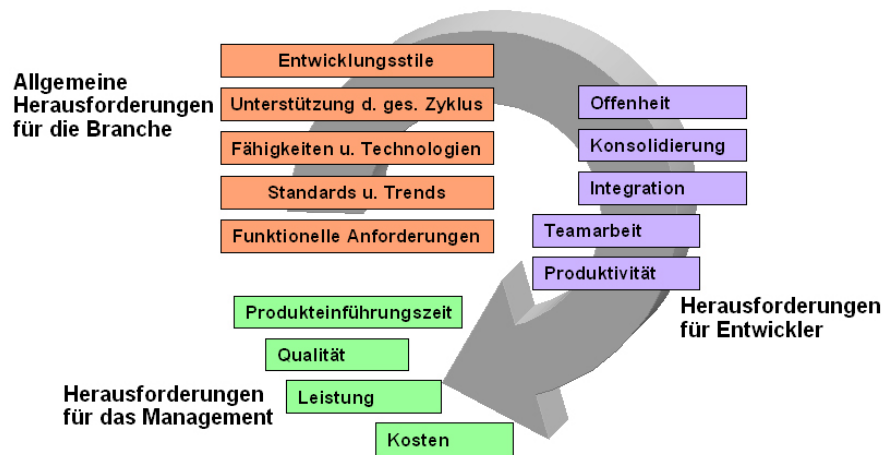 Allgemeine
Herausforderungen
für die Branche
Entwicklungsstile
Unterstützung d. ges. Zyklus
Fähigkeiten u. Technologien
Standards u. Trends
Funktionelle Anforderungen
Offenheit
Konsolidierung
Integration
Teamarbeit
Produktivität
Herausforderungen
für Entwickler
Produkteinführungszeit
Qualität
Leistung
Kosten
Herausforderungen
für das Management